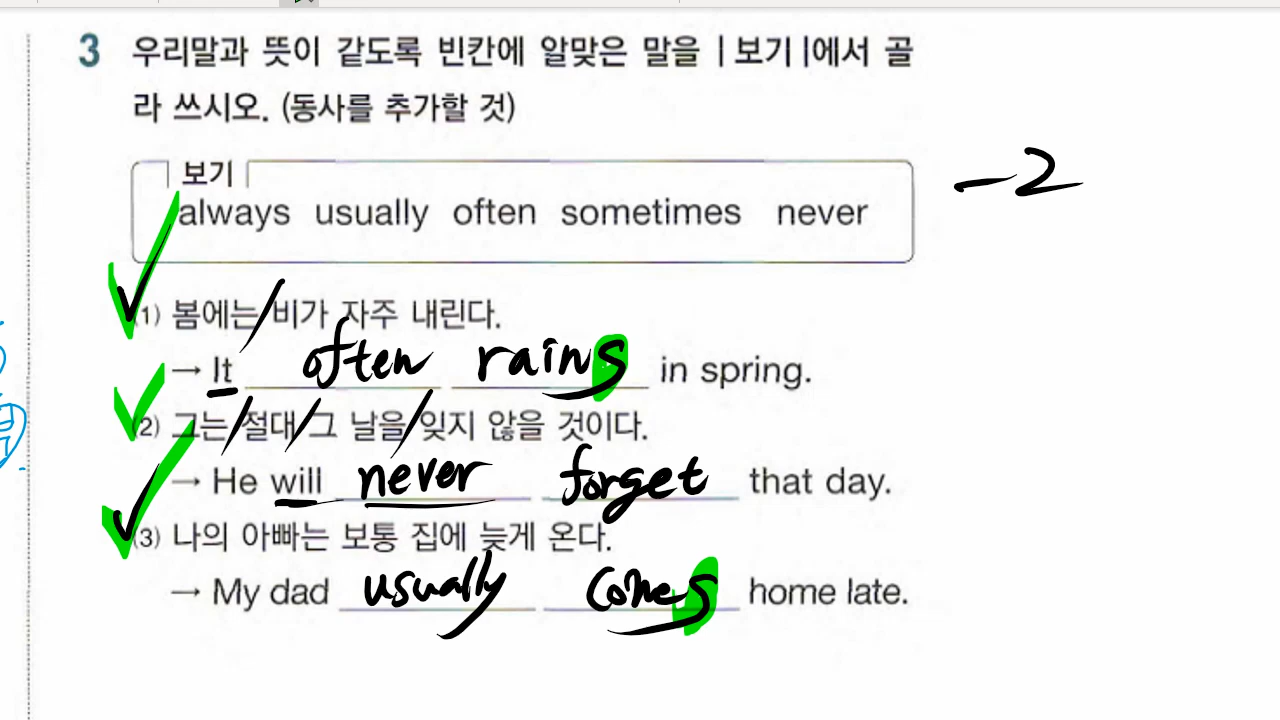 3 우리말과 뜻이 같도록 빈칸에 알맞은 말을 | 보기 |에서 골
라 쓰시오. (동사를 추가할 것)
보기
always usually often sometimes never
-2
(1) 봄에는/비가 자주 내린다.
→ It often rains in spring.
(2) 그는/절대/그 날을/잊지 않을 것이다.
→ He will never forget that day.
(3) 나의 아빠는 보통 집에 늦게 온다.
→ My dad usually comes home late.